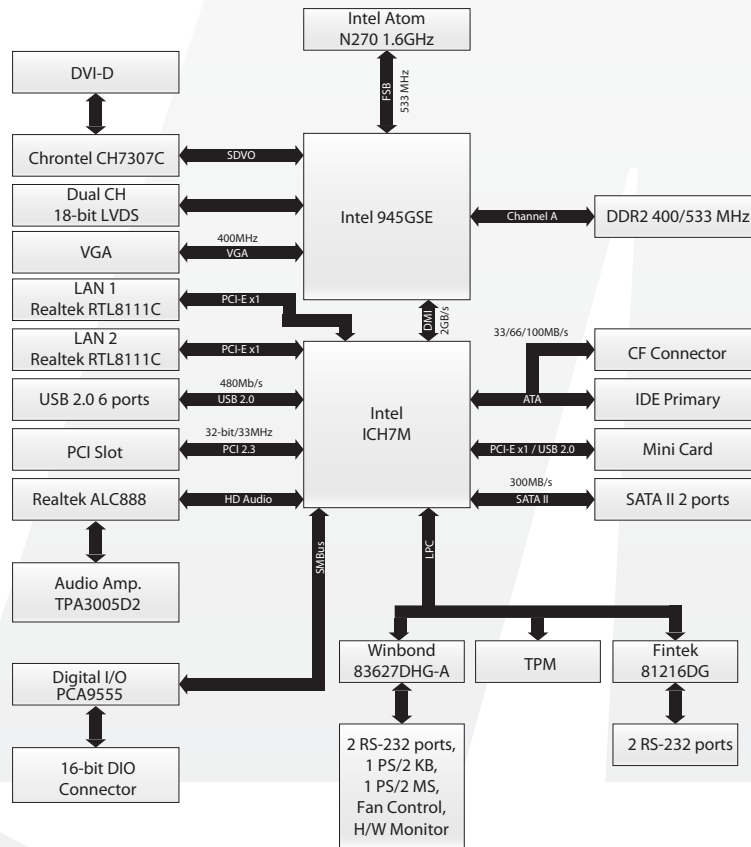 Intel Atom
N270 1.6GHz
FSB
533 MHz
DVI-D
Chrontel CH7307C
SDVO
Dual CH
18-bit LVDS
Intel 945GSE
Channel A
DDR2 400/533 MHz
VGA
400MHz
VGA
LAN 1
Realtek RTL8111C
PCI-E x1
DMI
2GB/s
LAN 2
Realtek RTL8111C
PCI-E x1
33/66/100MB/s
CF Connector
USB 2.0 6 ports
480Mb/s
USB 2.0
Intel
ICH7M
ATA
IDE Primary
PCI Slot
32-bit/33MHz
PCI 2.3
PCI-E x1 / USB 2.0
Mini Card
Realtek ALC888
HD Audio
300MB/s
SATA II
SATA II 2 ports
SMBus
LPC
Audio Amp.
TPA3005D2
Winbond
83627DHG-A
TPM
Fintek
81216DG
Digital I/O
PCA9555
16-bit DIO
Connector
2 RS-232 ports,
1 PS/2 KB,
1 PS/2 MS,
Fan Control,
H/W Monitor
2 RS-232 ports